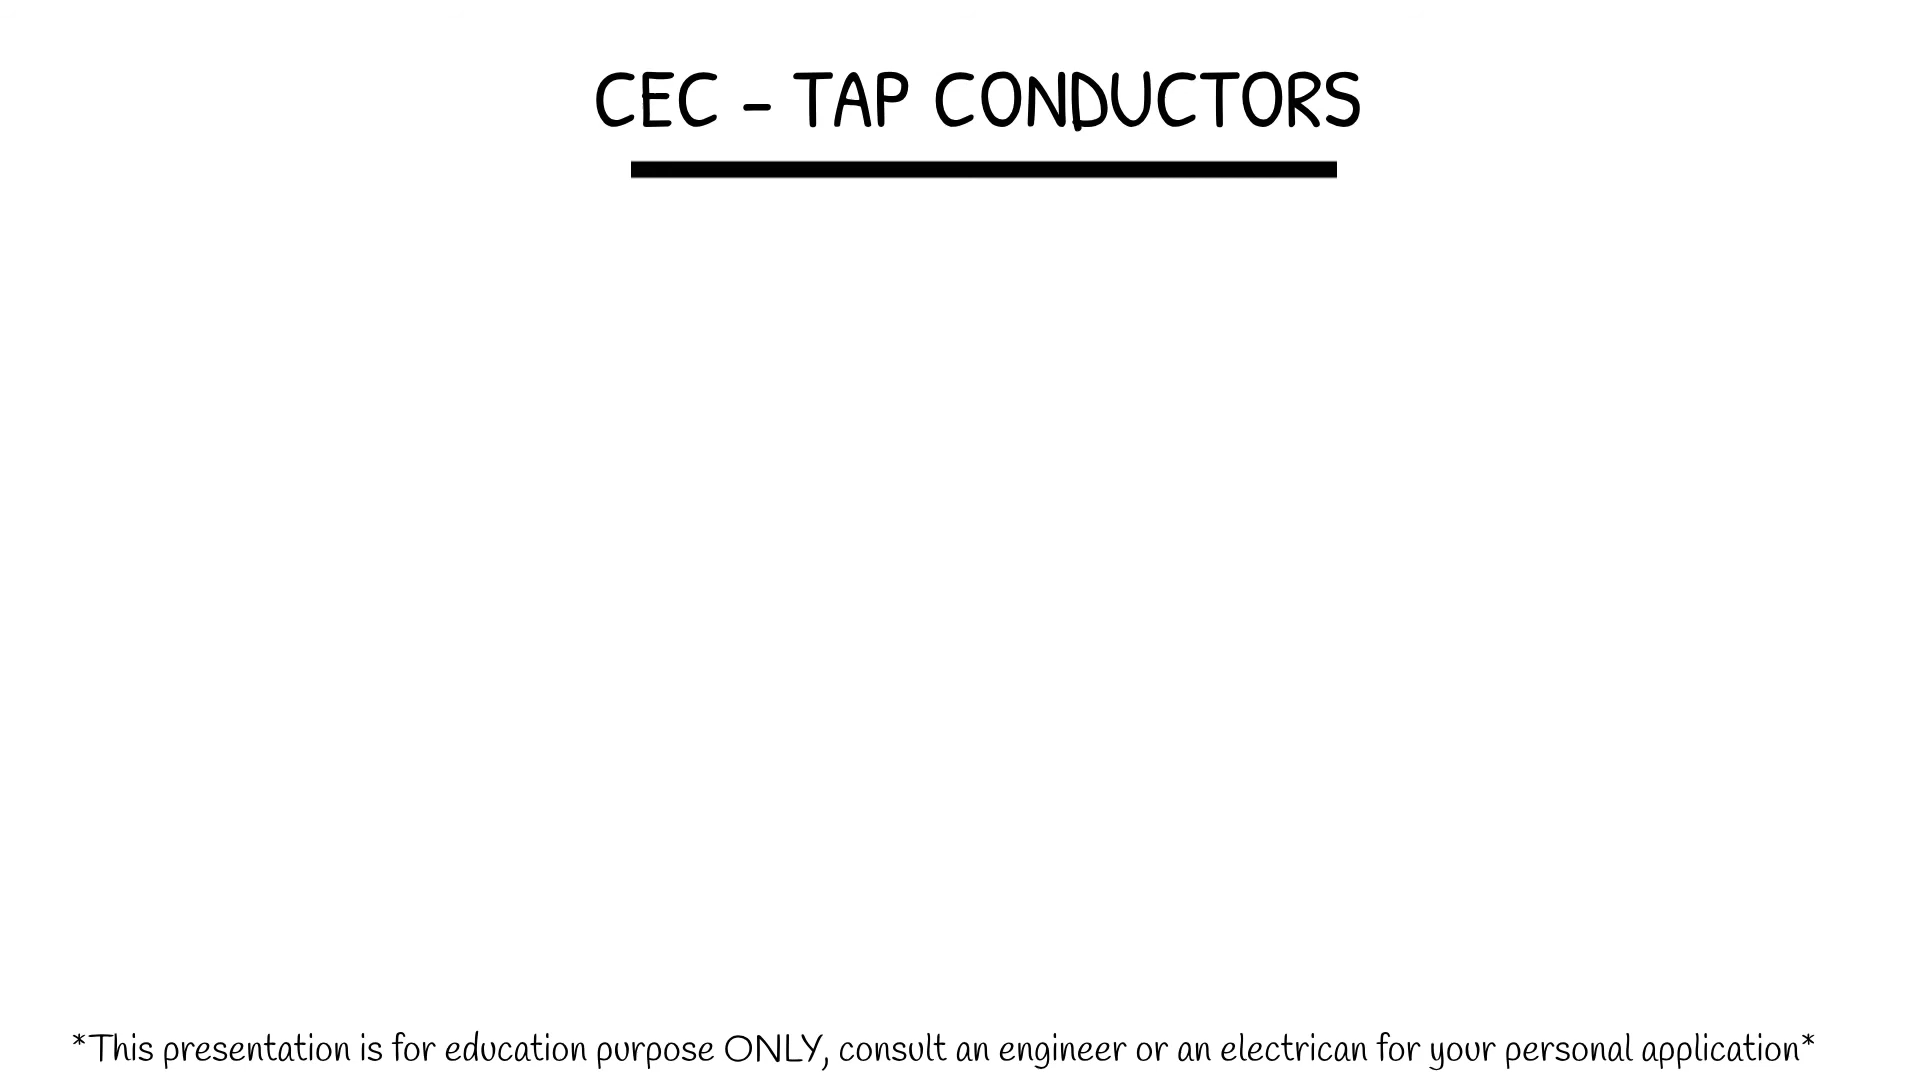 CEC - TAP CONDUCTORS
*This presentation is for education purpose ONLY, consult an engineer or an electrican for your personal application*